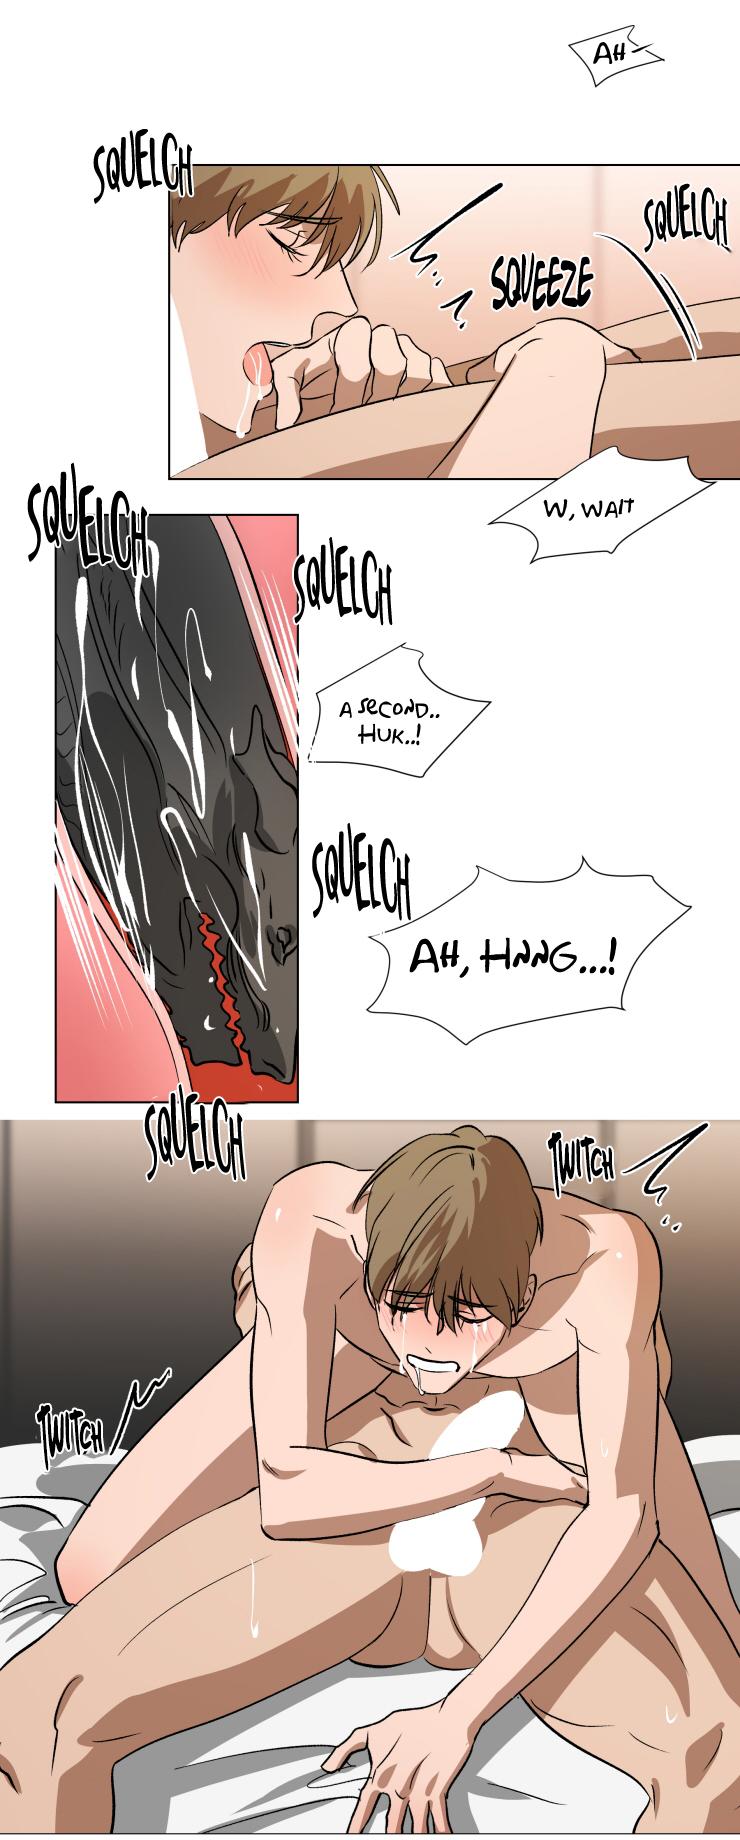 AH-
SQUELCH
SQUELCH
SQUEEZE
W, WAIT
SQUELCH
SQUELCH
A SECOND..
HUK..!
SQUELCH
AH, HNNG...!
SQUELCH
TWITCH
TWITCH